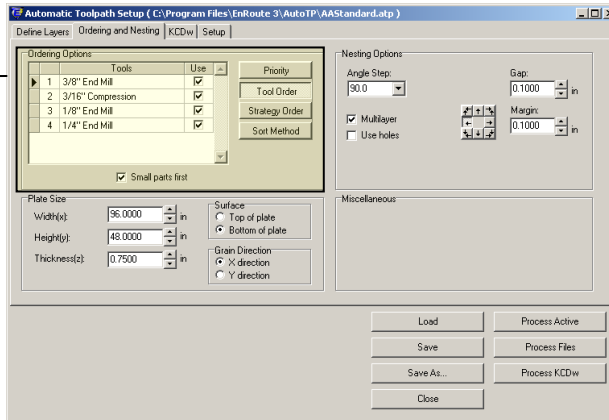 Automatic Toolpath Setup ( C:\Program Files\EnRoute 3\AutoTP\AAStandard.atp )
Define Layers Ordering and Nesting KCDw Setup
Ordering Options
Tools Use
1 3/8" End Mill
2 3/16" Compression
3 1/8" End Mill
4 1/4" End Mill
Priority
Tool Order
Strategy Order
Sort Method
Small parts first
Nesting Options
Angle Step:
90.0
Multilayer
Use holes
Gap:
0.1000 in
Margin:
0.1000 in
Plate Size
Width(x): 96.0000 in
Height(y): 48.0000 in
Thickness(z): 0.7500 in
Surface
Top of plate
Bottom of plate
Grain Direction
X direction
Y direction
Miscellaneous
Load
Process Active
Save
Process Files
Save As...
Process KCDw
Close